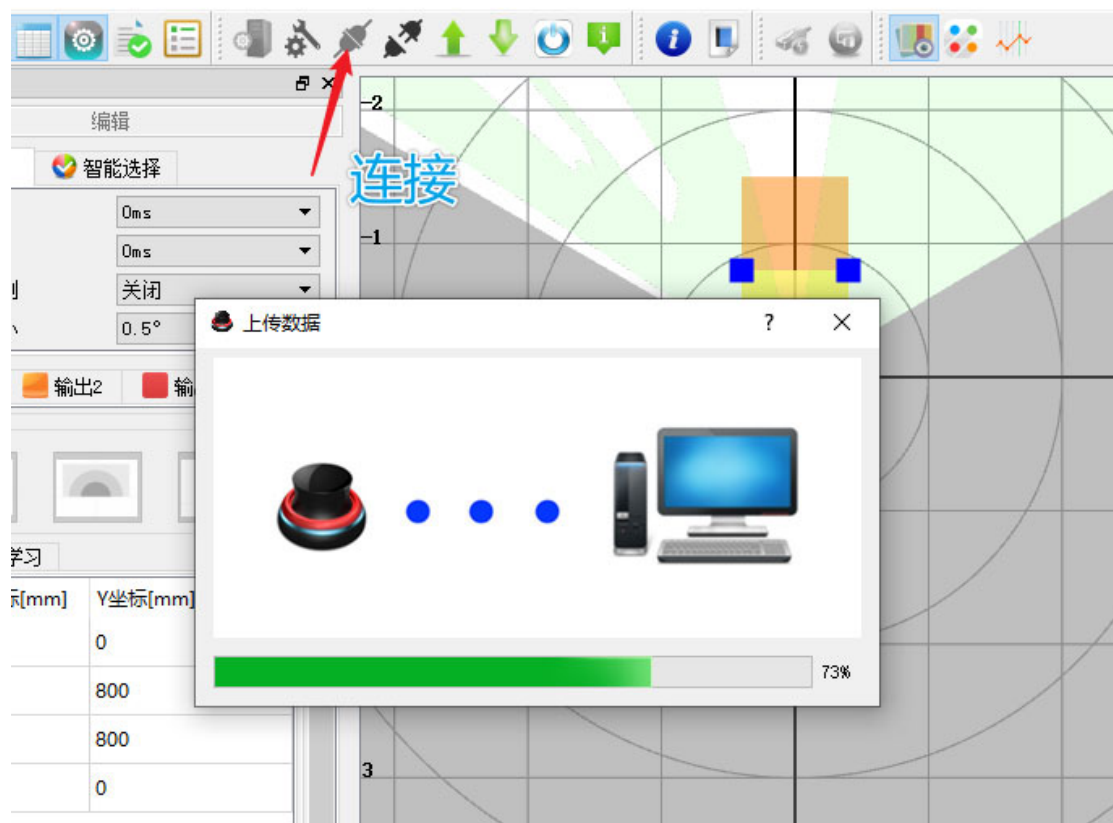 -2
编辑
智能选择
连接
0ms
-1
0ms
关闭
0.5°
上传数据
?
输出2
输
学习
标[mm]
Y坐标[mm]
0
800
73%
800
3
0